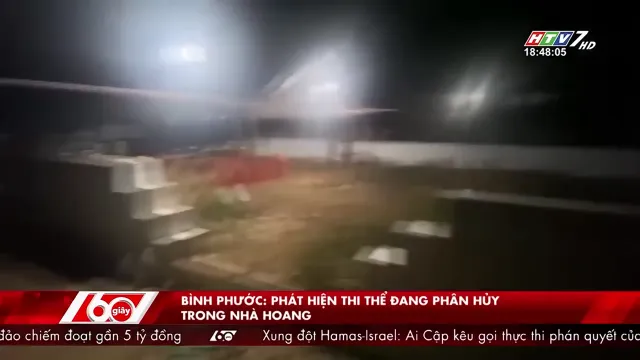 HTV7 HD
18:48:05
60 giây
BÌNH PHƯỚC: PHÁT HIỆN THI THỂ ĐANG PHÂN HỦY
TRONG NHÀ HOANG
đảo chiếm đoạt gần 5 tỷ đồng 60 Xung đột Hamas-Israel: Ai Cập kêu gọi thực thi phán quyết của